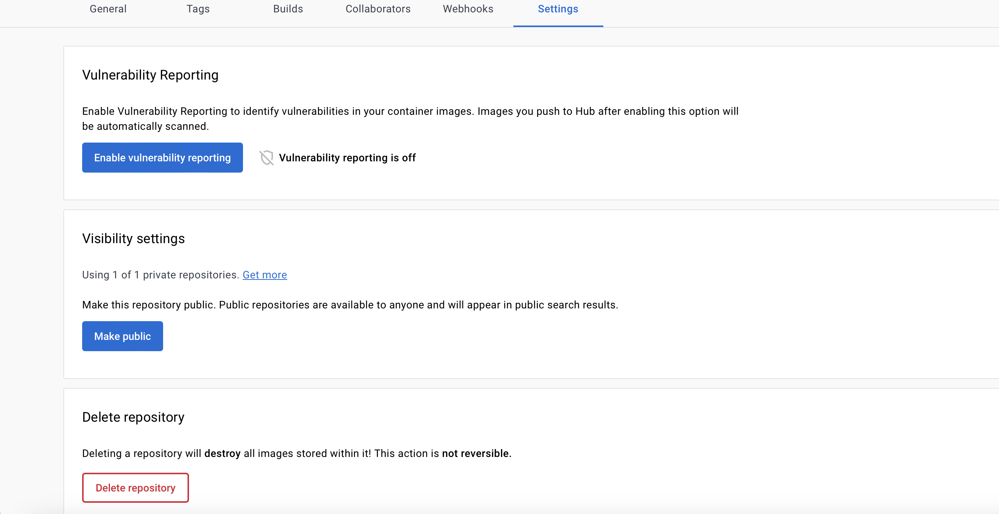 General Tags Builds Collaborators Webhooks Settings
Vulnerability Reporting
Enable Vulnerability Reporting to identify vulnerabilities in your container images. Images you push to Hub after enabling this option will
be automatically scanned.
Enable vulnerability reporting Vulnerability reporting is off
Visibility settings
Using 1 of 1 private repositories. Get more
Make this repository public. Public repositories are available to anyone and will appear in public search results.
Make public
Delete repository
Deleting a repository will destroy all images stored within it! This action is not reversible.
Delete repository